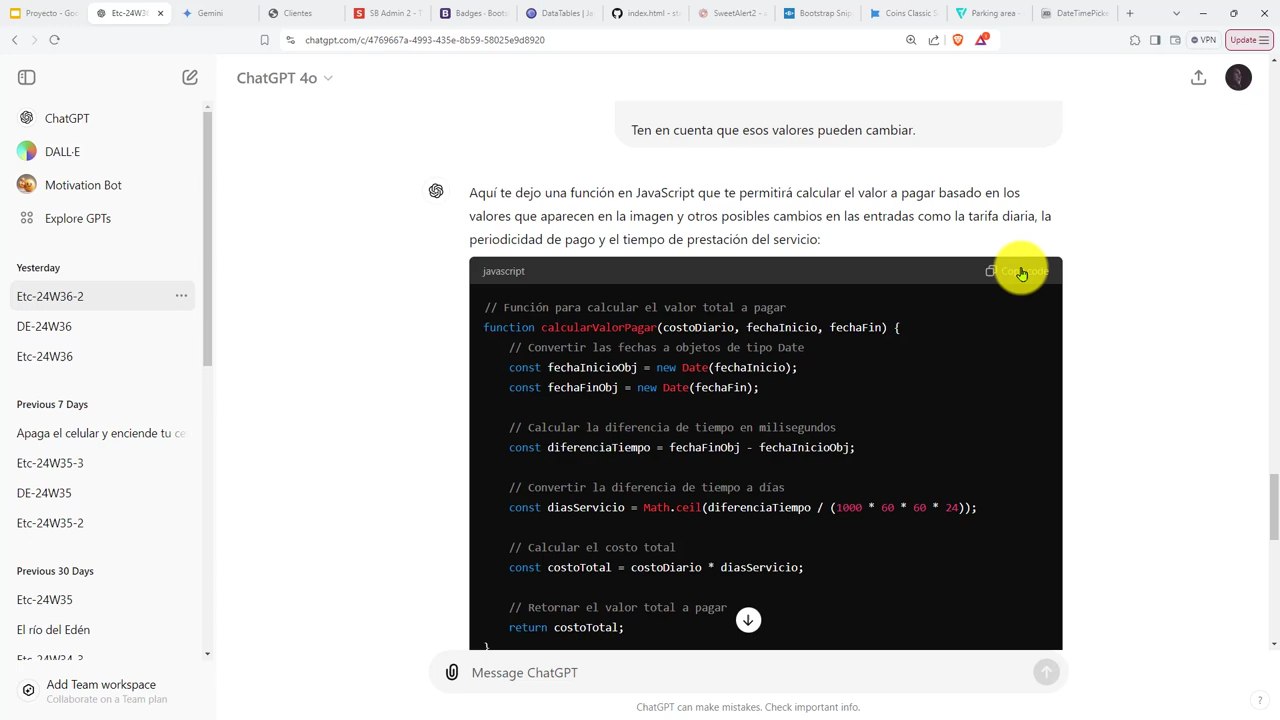 Proyecto - Goo
Etc-24W36
Gemini
Clientes
SB Admin 2 - T
Badges · Boots
DataTables | Ja
index.html - sta
SweetAlert2 - a
Bootstrap Snip
Coins Classic S
Parking area -
DateTimePicke
chatgpt.com/c/4769667a-4993-435e-8b59-58025e9d8920
1
VPN
Update
ChatGPT 4o
ChatGPT
DALL·E
Motivation Bot
Explore GPTs
Yesterday
Etc-24W36-2
DE-24W36
Etc-24W36
Previous 7 Days
Apaga el celular y enciende tu ce
Etc-24W35-3
DE-24W35
Etc-24W35-2
Previous 30 Days
Etc-24W35
El río del Edén
Etc-24W34-3
Add Team workspace
Collaborate on a Team plan
Ten en cuenta que esos valores pueden cambiar.
Aquí te dejo una función en JavaScript que te permitirá calcular el valor a pagar basado en los
valores que aparecen en la imagen y otros posibles cambios en las entradas como la tarifa diaria, la
periodicidad de pago y el tiempo de prestación del servicio:
javascript
Copy code
// Función para calcular el valor total a pagar
function calcularValorPagar(costoDiario, fechaInicio, fechaFin) {
// Convertir las fechas a objetos de tipo Date
const fechaInicioObj = new Date(fechaInicio);
const fechaFinObj = new Date(fechaFin);
// Calcular la diferencia de tiempo en milisegundos
const diferenciaTiempo = fechaFinObj - fechaInicioObj;
// Convertir la diferencia de tiempo a días
const diasServicio = Math.ceil(diferenciaTiempo / (1000 * 60 * 60 * 24));
// Calcular el costo total
const costoTotal = costoDiario * diasServicio;
// Retornar el valor total a pagar
return costoTotal;
}
Message ChatGPT
ChatGPT can make mistakes. Check important info.
?